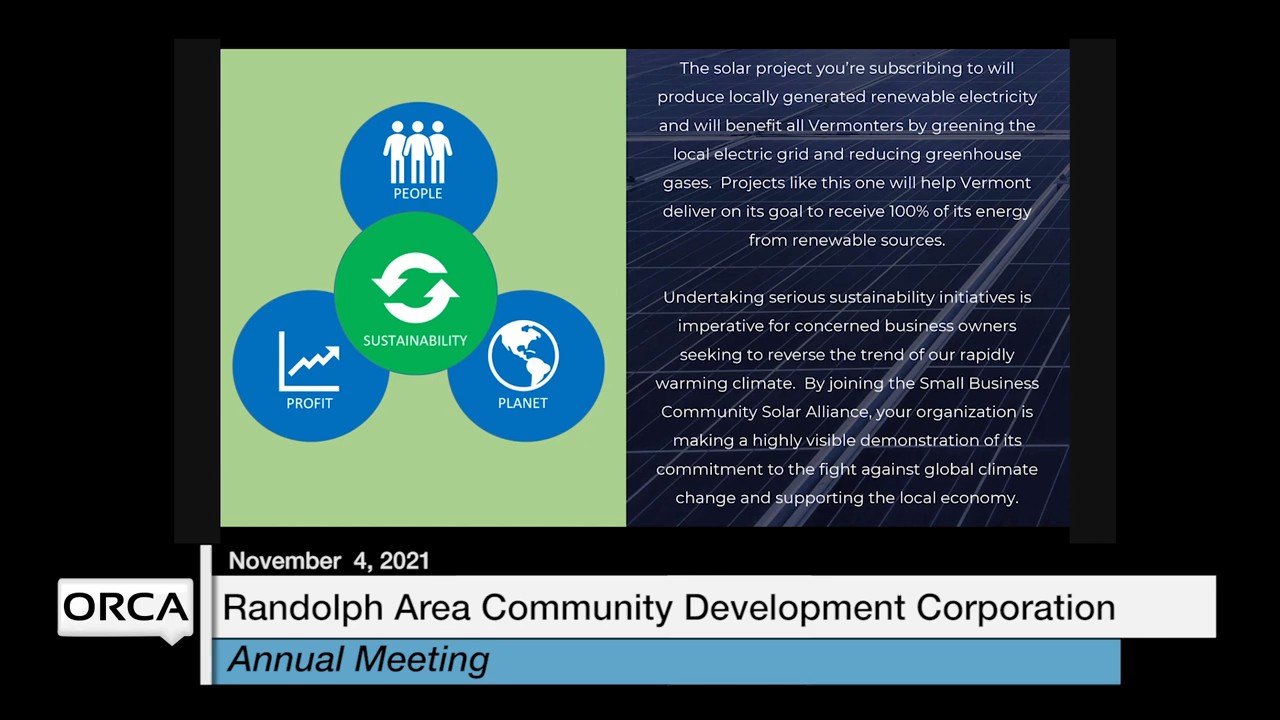 PEOPLE
SUSTAINABILITY
PROFIT
PLANET
The solar project you're subscribing to will
produce locally generated renewable electricity
and will benefit all Vermonters by greening the
local electric grid and reducing greenhouse
gases. Projects like this one will help Vermont
deliver on its goal to receive 100% of its energy
from renewable sources.
Undertaking serious sustainability initiatives is
imperative for concerned business owners
seeking to reverse the trend of our rapidly
warming climate. By joining the Small Business
Community Solar Alliance, your organization is
making a highly visible demonstration of its
commitment to the fight against global climate
change and supporting the local economy.
November 4, 2021
ORCA
Randolph Area Community Development Corporation
Annual Meeting